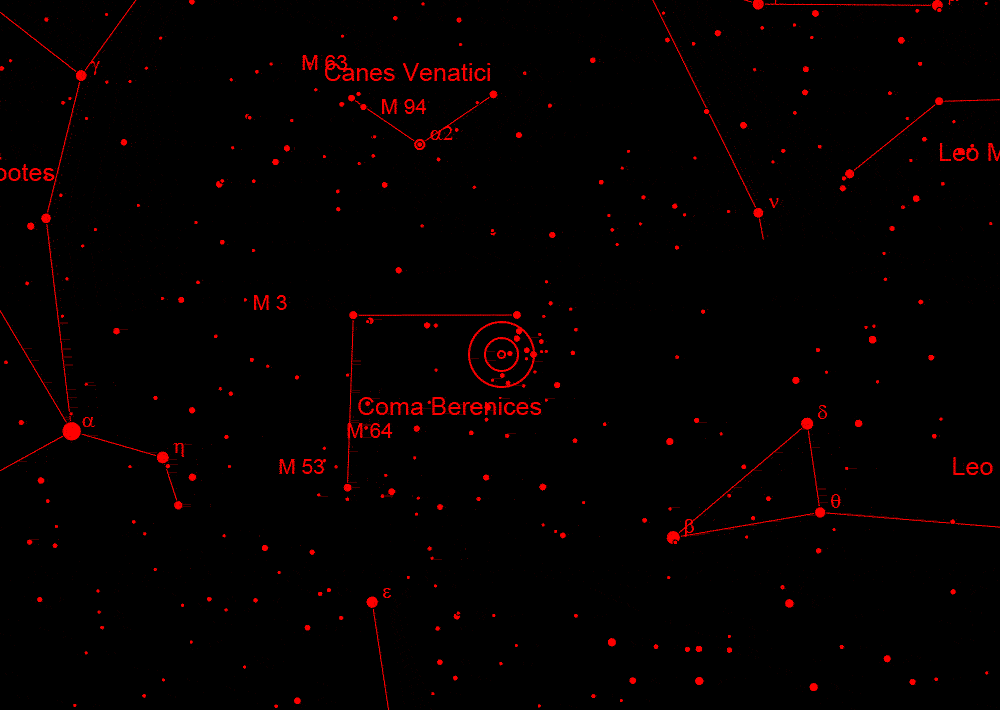 γ
M 63
Canes Venatici
M 94
α2
ootes
Leo M
ν
M 3
Coma Berenices
α
δ
M 64
η
M 53
Leo
θ
β
ε